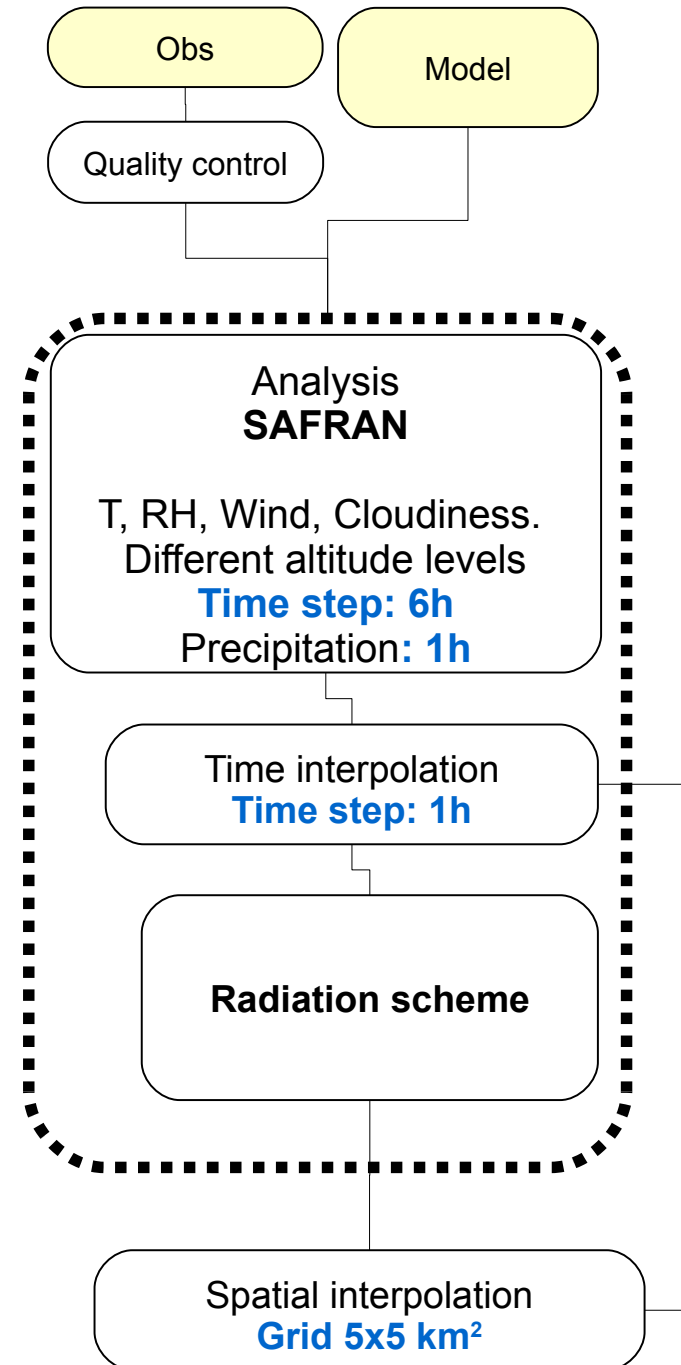 Obs
Model
Quality control
Analysis
SAFRAN
T, RH, Wind, Cloudiness.
Different altitude levels
Time step: 6h
Precipitation: 1h
Time interpolation
Time step: 1h
Radiation scheme
Spatial interpolation
Grid 5x5 km²